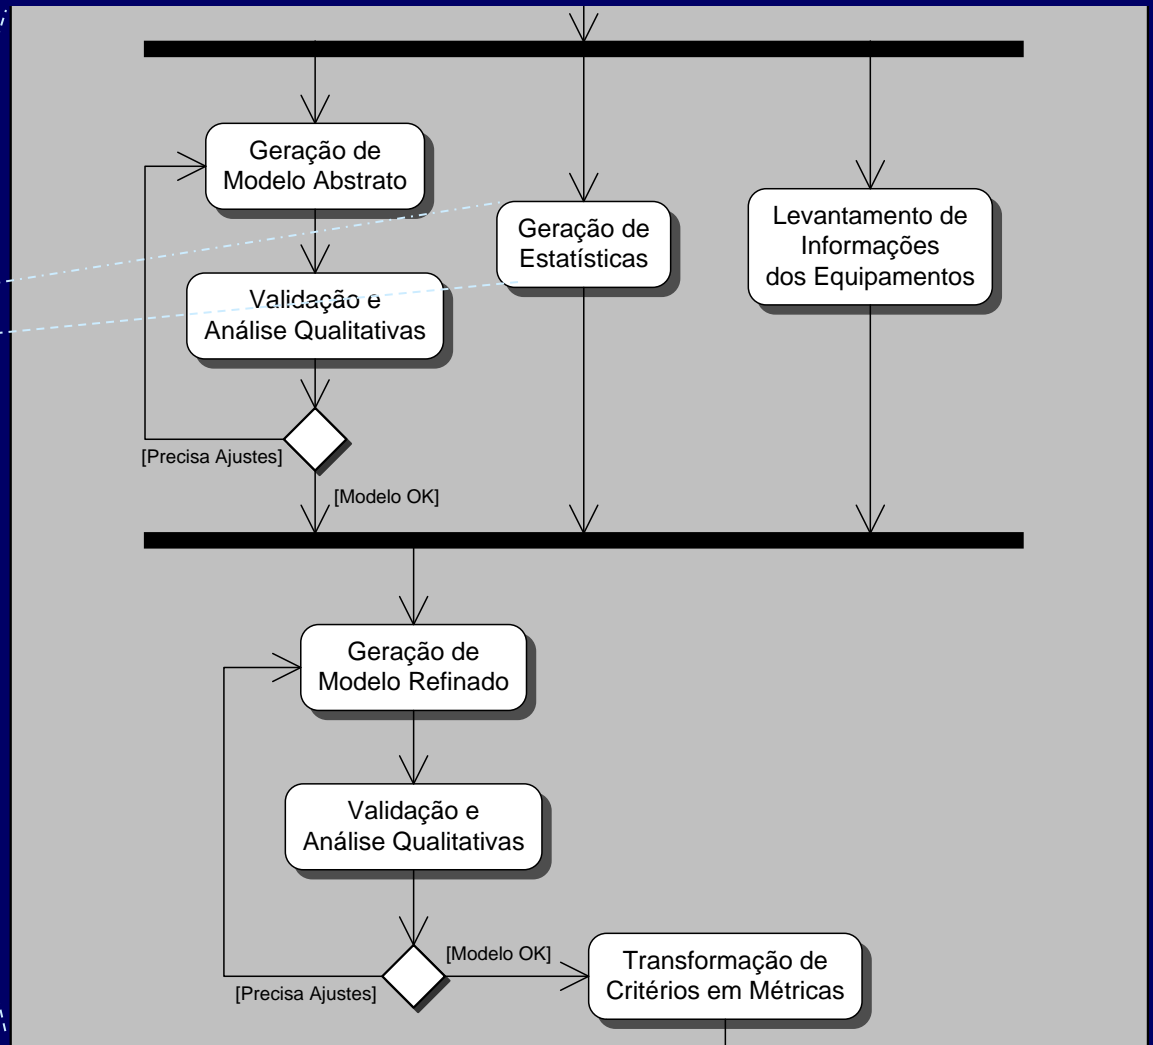 Geração de
Modelo Abstrato
Geração de
Estatísticas
Levantamento de
Informações
dos Equipamentos
Validação e
Análise Qualitativas
[Precisa Ajustes]
[Modelo OK]
Geração de
Modelo Refinado
Validação e
Análise Qualitativas
[Modelo OK]
[Precisa Ajustes]
Transformação de
Critérios em Métricas